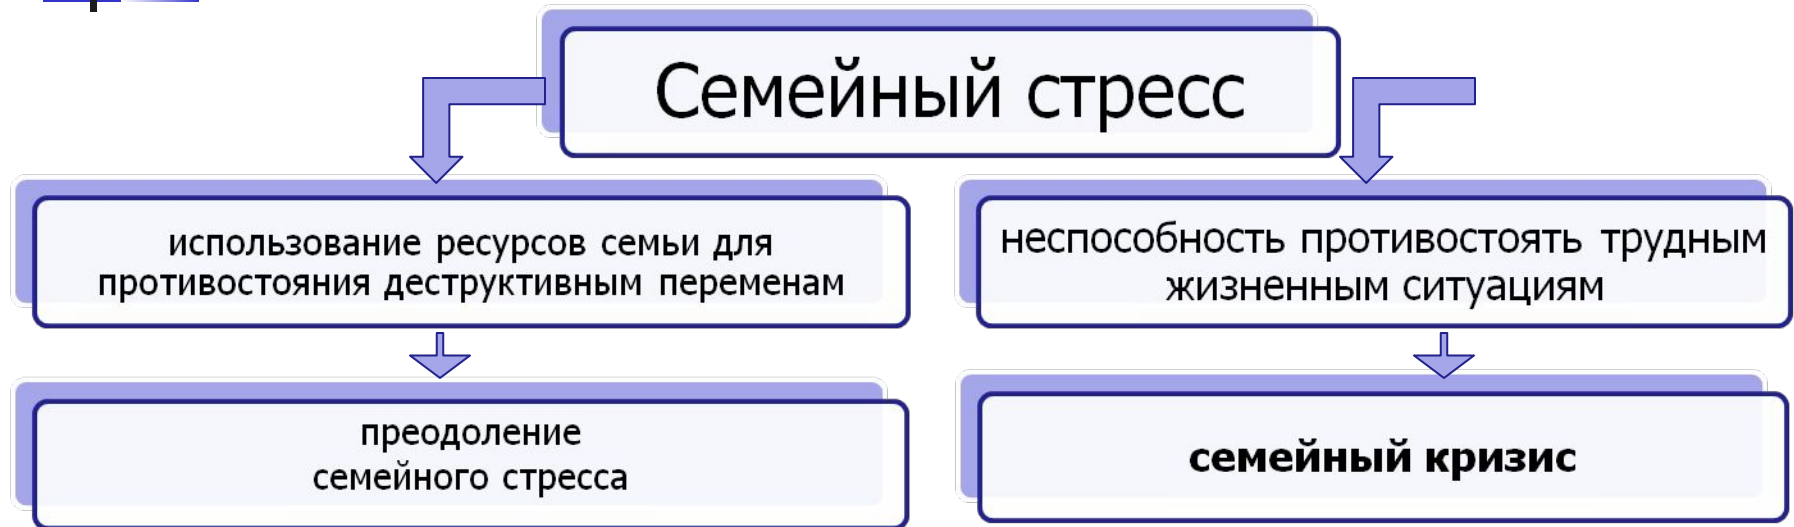 Семейный стресс
использование ресурсов семьи для
противостояния деструктивным переменам
неспособность противостоять трудным
жизненным ситуациям
преодоление
семейного стресса
семейный кризис